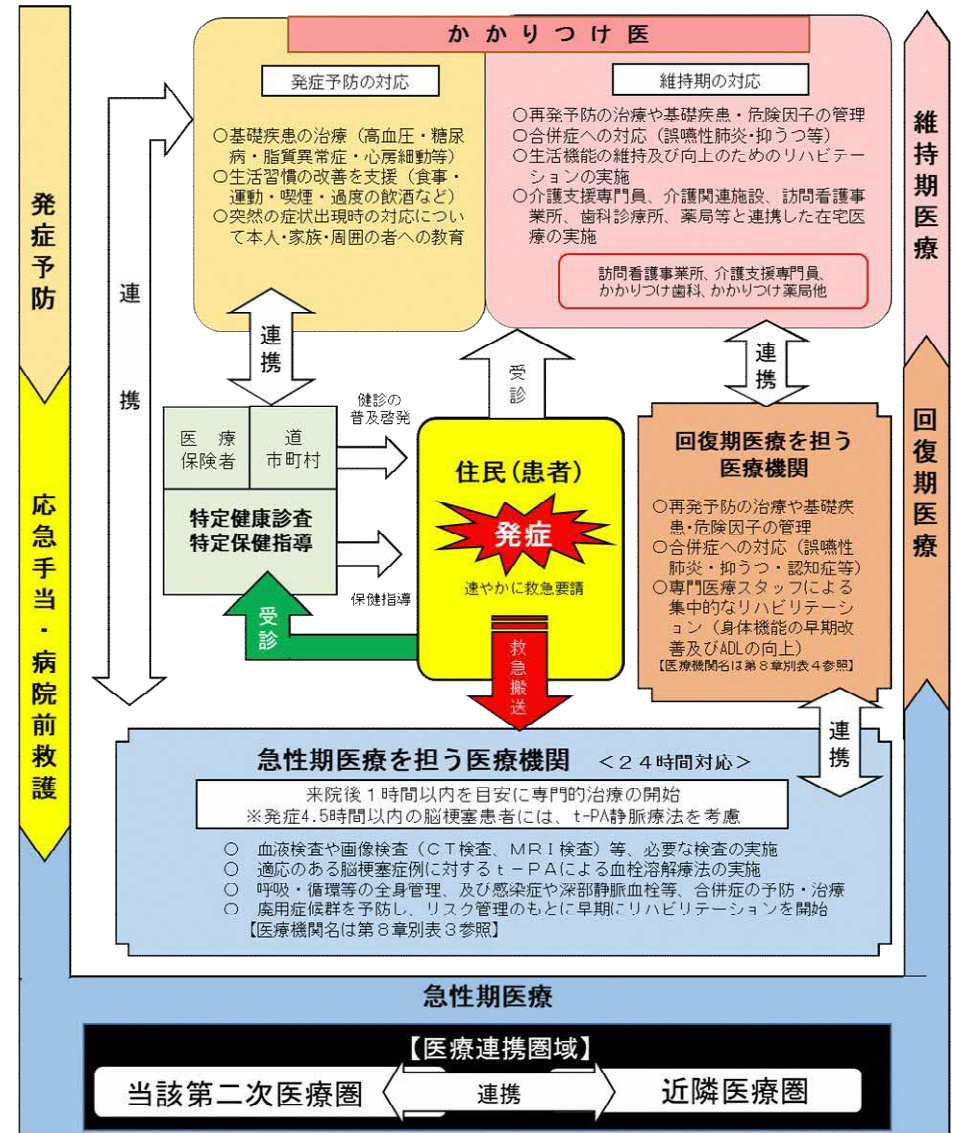 かかりつけ医
発症予防の対応
○基礎疾患の治療（高血圧・糖尿
病・脂質異常症・心房細動等）
○生活習慣の改善を支援（食事・
運動・喫煙・過度の飲酒など）
○突然の症状出現時の対応につい
て本人・家族・周囲の者への教育
維持期の対応
○再発予防の治療や基礎疾患・危険因子の管理
○合併症への対応（誤嚥性肺炎・抑うつ等）
○生活機能の維持及び向上のためのリハビテー
ションの実施
○介護支援専門員、介護関連施設、訪問看護事
業所、歯科診療所、薬局等と連携した在宅医
療の実施
訪問看護事業所、介護支援専門員、
かかりつけ歯科、かかりつけ薬局他
発症予防
応急手当・病院前救護
維持期医療
回復期医療
連携
連携
受診
連携
医療
保険者
道
市町村
特定健康診査
特定保健指導
健診の
普及啓発
保健指導
受診
住民(患者)
発症
速やかに救急要請
救急搬送
回復期医療を担う
医療機関
○再発予防の治療や基礎疾
患・危険因子の管理
○合併症への対応（誤嚥性
肺炎・抑うつ・認知症等）
○専門医療スタッフによる
集中的なリハビリテーシ
ョン（身体機能の早期改
善及びADLの向上）
【医療機関名は第８章別表４参照】
連携
急性期医療を担う医療機関 ＜２４時間対応＞
来院後１時間以内を目安に専門的治療の開始
※発症4.5時間以内の脳梗塞患者には、t-PA静脈療法を考慮
○ 血液検査や画像検査（ＣＴ検査、ＭＲＩ検査）等、必要な検査の実施
○ 適応のある脳梗塞症例に対するｔ－ＰＡによる血栓溶解療法の実施
○ 呼吸・循環等の全身管理、及び感染症や深部静脈血栓等、合併症の予防・治療
○ 廃用症候群を予防し、リスク管理のもとに早期にリハビリテーションを開始
【医療機関名は第８章別表３参照】
急性期医療
【医療連携圏域】
当該第二次医療圏
連携
近隣医療圏